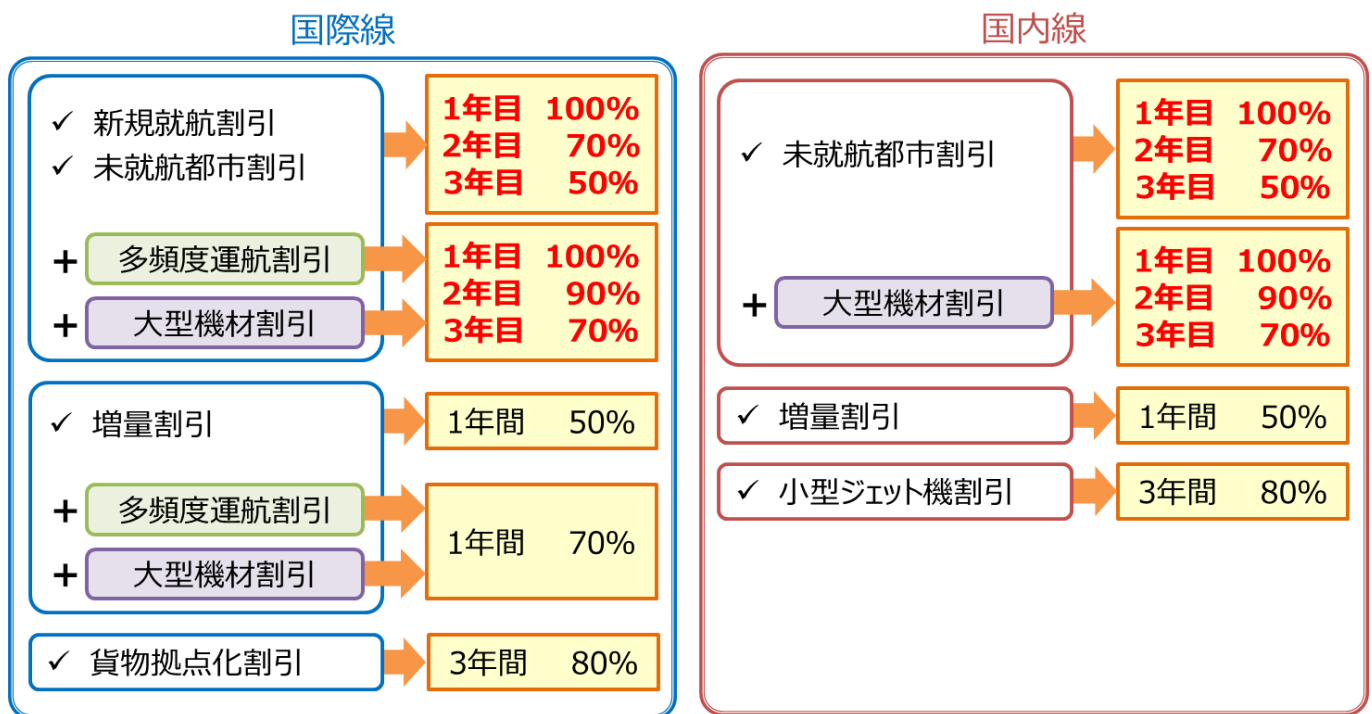 国際線
✓ 新規就航割引
✓ 未就航都市割引
1年目 100%
2年目 70%
3年目 50%
+ 多頻度運航割引
+ 大型機材割引
1年目 100%
2年目 90%
3年目 70%
✓ 増量割引
1年間 50%
+ 多頻度運航割引
+ 大型機材割引
1年間 70%
✓ 貨物拠点化割引
3年間 80%
国内線
✓ 未就航都市割引
1年目 100%
2年目 70%
3年目 50%
+ 大型機材割引
1年目 100%
2年目 90%
3年目 70%
✓ 増量割引
1年間 50%
✓ 小型ジェット機割引
3年間 80%